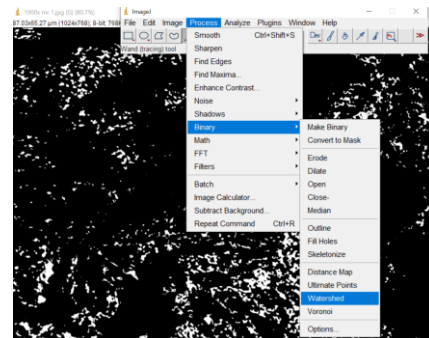 1000x mr 1.jpg (G) (60.7%)
87.03x65.27 µm (1024x768); 8-bit; 768K
ImageJ
File Edit Image Process Analyze Plugins Window Help
Wand (tracing) tool
Smooth Ctrl+Shift+S
Sharpen
Find Edges
Find Maxima...
Enhance Contrast...
Noise
Shadows
Binary
Math
FFT
Filters
Batch
Image Calculator...
Subtract Background...
Repeat Command Ctrl+R
Make Binary
Convert to Mask
Erode
Dilate
Open
Close-
Median
Outline
Fill Holes
Skeletonize
Distance Map
Ultimate Points
Watershed
Voronoi
Options...